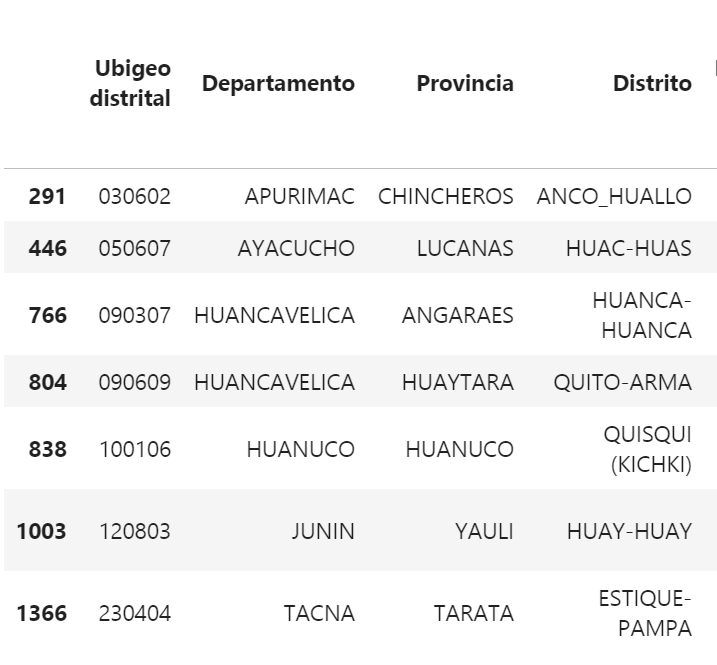 Ubigeo distrital Departamento Provincia Distrito
291 030602 APURIMAC CHINCHEROS ANCO_HUALLO
446 050607 AYACUCHO LUCANAS HUAC-HUAS
766 090307 HUANCAVELICA ANGARAES HUANCA-
HUANCA
804 090609 HUANCAVELICA HUAYTARA QUITO-ARMA
838 100106 HUANUCO HUANUCO QUISQUI
(KICHKI)
1003 120803 JUNIN YAULI HUAY-HUAY
1366 230404 TACNA TARATA ESTIQUE-
PAMPA